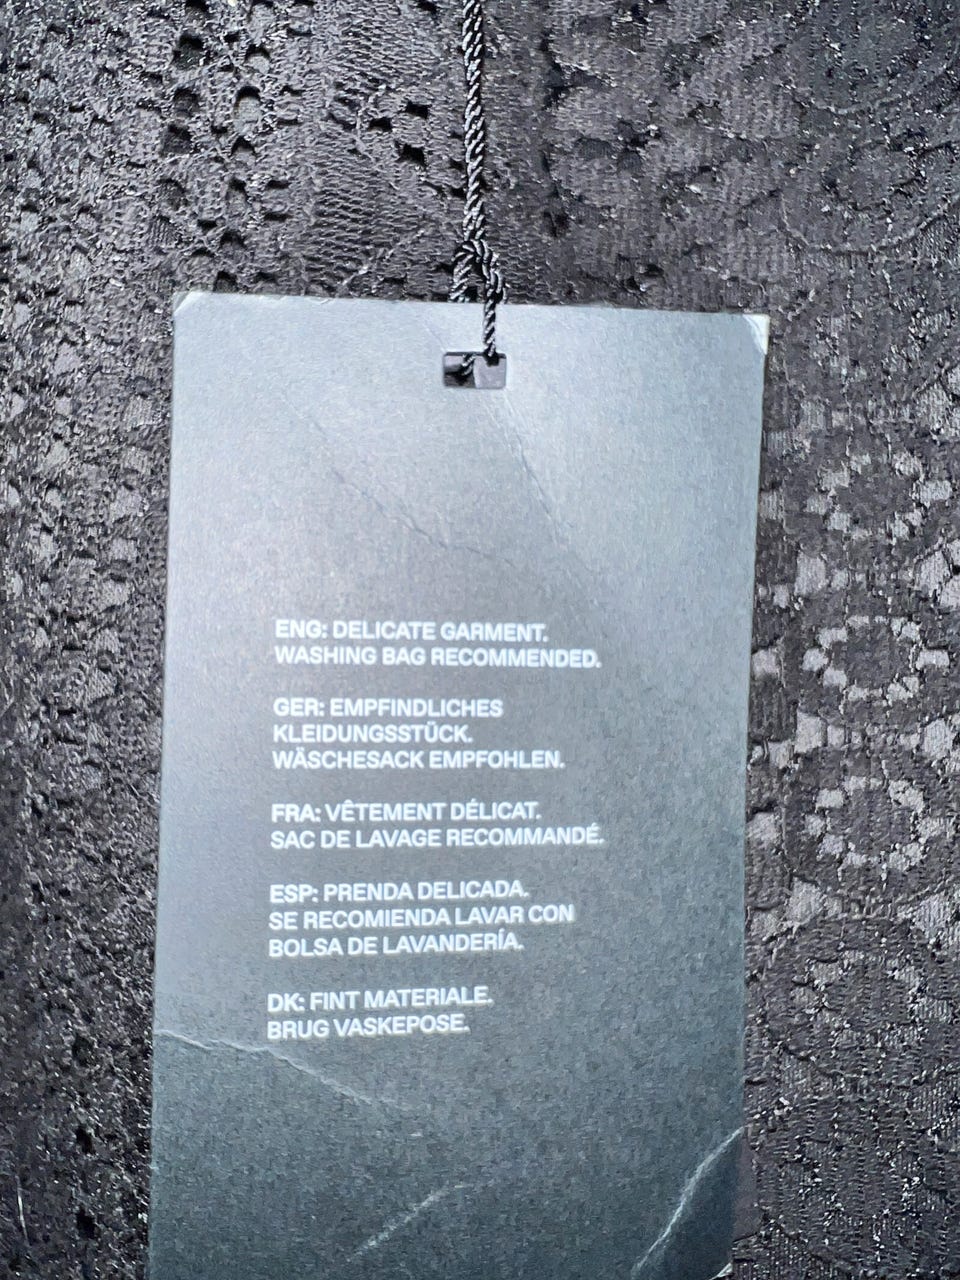 ENG: DELICATE GARMENT.
WASHING BAG RECOMMENDED.
GER: EMPFINDLICHES
KLEIDUNGSSTÜCK.
WÄSCHESACK EMPFOHLEN.
FRA: VÊTEMENT DÉLICAT.
SAC DE LAVAGE RECOMMANDÉ.
ESP: PRENDA DELICADA.
SE RECOMIENDA LAVAR CON
BOLSA DE LAVANDERÍA.
DK: FINT MATERIALE.
BRUG VASKEPOSE.